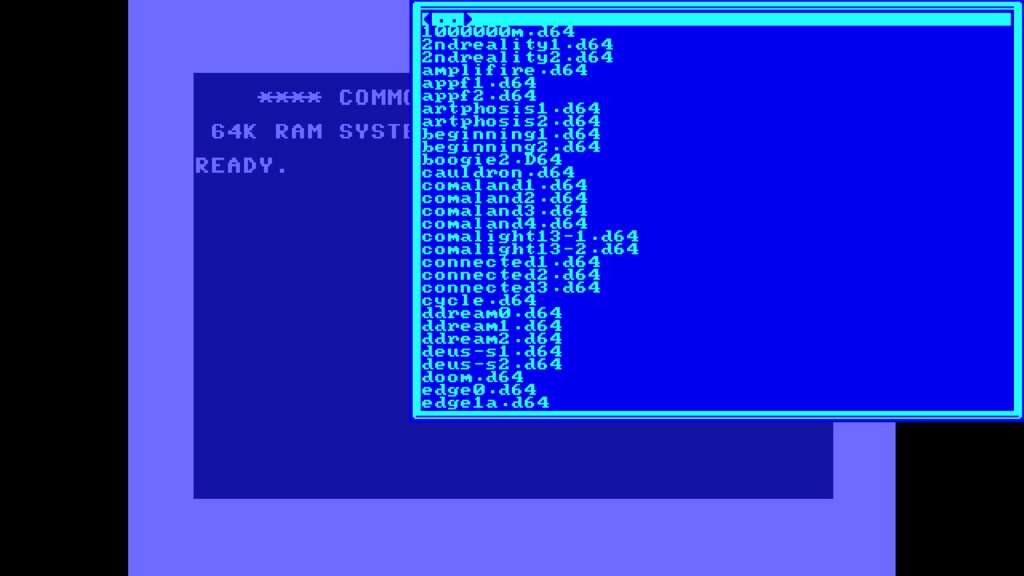 **** COMMO
64K RAM SYSTE
READY.
<..>
1000000m.d64
2ndreality1.d64
2ndreality2.d64
amplifire.d64
appf1.d64
appf2.d64
artphosis1.d64
artphosis2.d64
beginning1.d64
beginning2.d64
boogie2.D64
cauldron.d64
comaland1.d64
comaland2.d64
comaland3.d64
comaland4.d64
comalight13-1.d64
comalight13-2.d64
connected1.d64
connected2.d64
connected3.d64
cycle.d64
ddream0.d64
ddream1.d64
ddream2.d64
deus-s1.d64
deus-s2.d64
doom.d64
edge0.d64
edge1a.d64